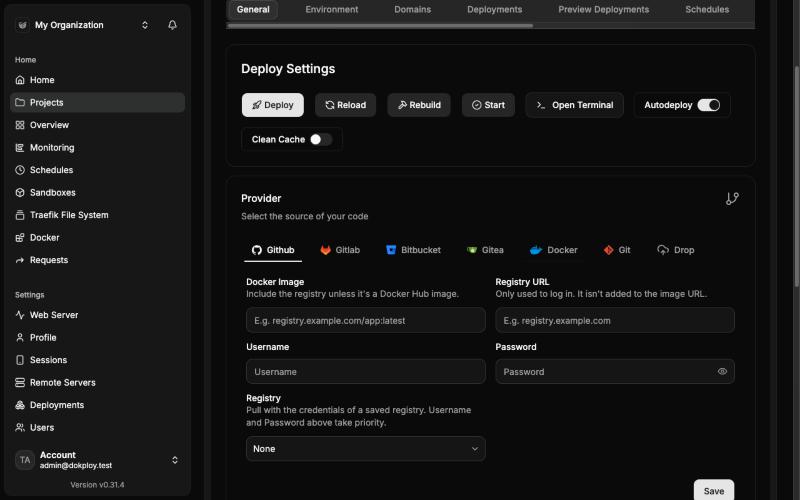 My Organization
Home
Home
Projects
Overview
Monitoring
Schedules
Sandboxes
Traefik File System
Docker
Requests
Settings
Web Server
Profile
Sessions
Remote Servers
Deployments
Users
TA
Account
admin@dokploy.test
Version v0.31.4
General Environment Domains Deployments Preview Deployments Schedules
Deploy Settings
Deploy Reload Rebuild Start Open Terminal Autodeploy
Clean Cache
Provider
Select the source of your code
Github Gitlab Bitbucket Gitea Docker Git Drop
Docker Image
Include the registry unless it's a Docker Hub image.
E.g. registry.example.com/app:latest
Registry URL
Only used to log in. It isn't added to the image URL.
E.g. registry.example.com
Username
Username
Password
Password
Registry
Pull with the credentials of a saved registry. Username
and Password above take priority.
None
Save